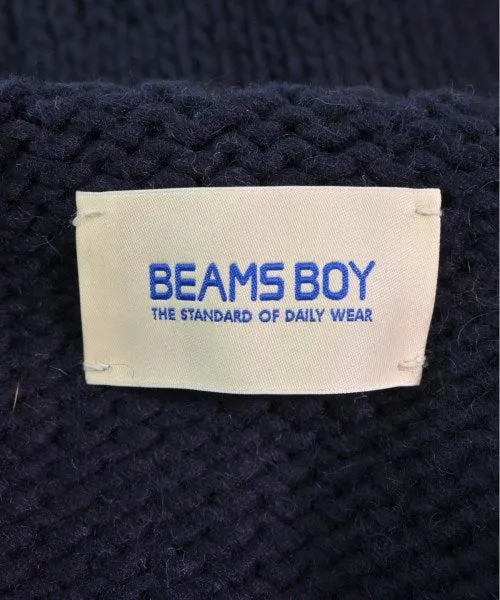 BEAMS BOY
THE STANDARD OF DAILY WEAR